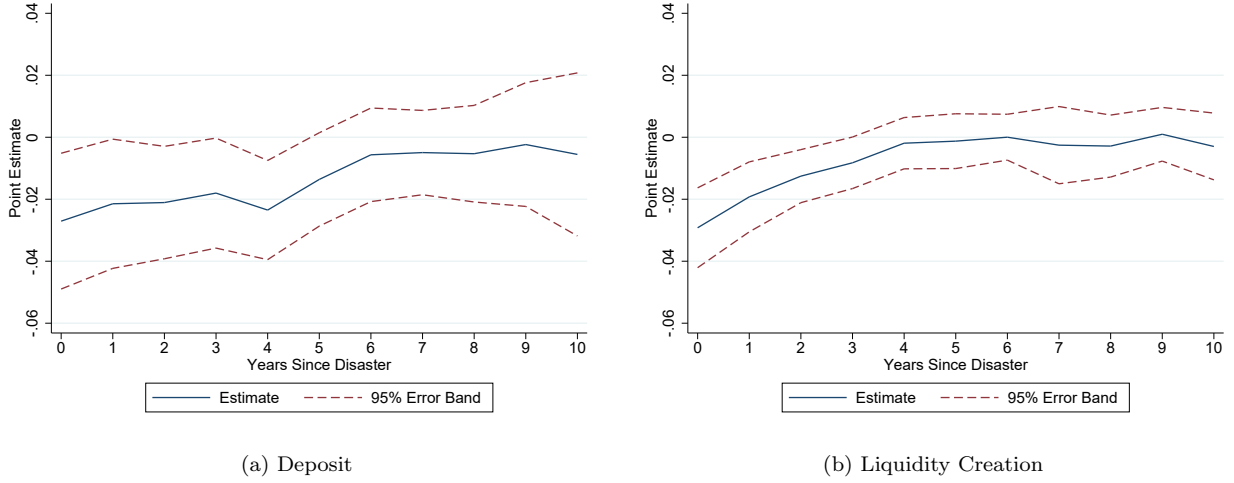 .04
.02
0
-.02
-.04
-.06
Point Estimate
0 1 2 3 4 5 6 7 8 9 10
Years Since Disaster
Estimate 95% Error Band
(a) Deposit
.04
.02
0
-.02
-.04
-.06
Point Estimate
0 1 2 3 4 5 6 7 8 9 10
Years Since Disaster
Estimate 95% Error Band
(b) Liquidity Creation